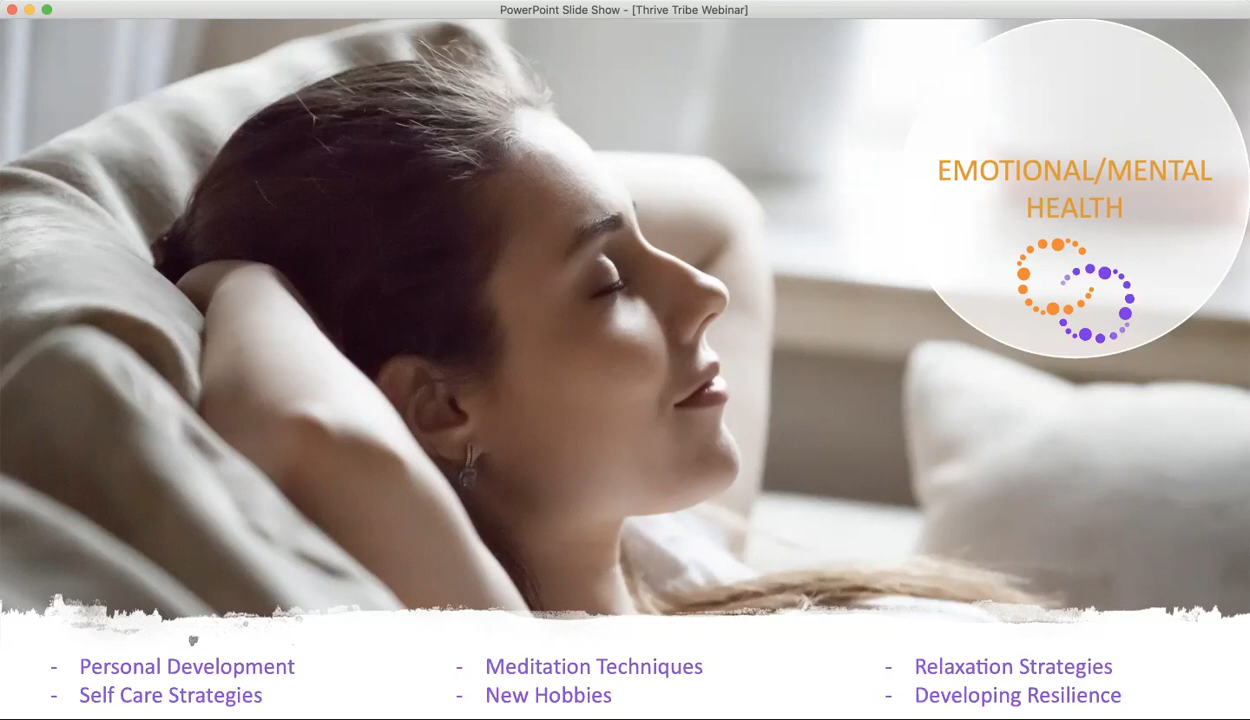 PowerPoint Slide Show - [Thrive Tribe Webinar]
EMOTIONAL/MENTAL
HEALTH
- Personal Development
- Self Care Strategies
- Meditation Techniques
- New Hobbies
- Relaxation Strategies
- Developing Resilience